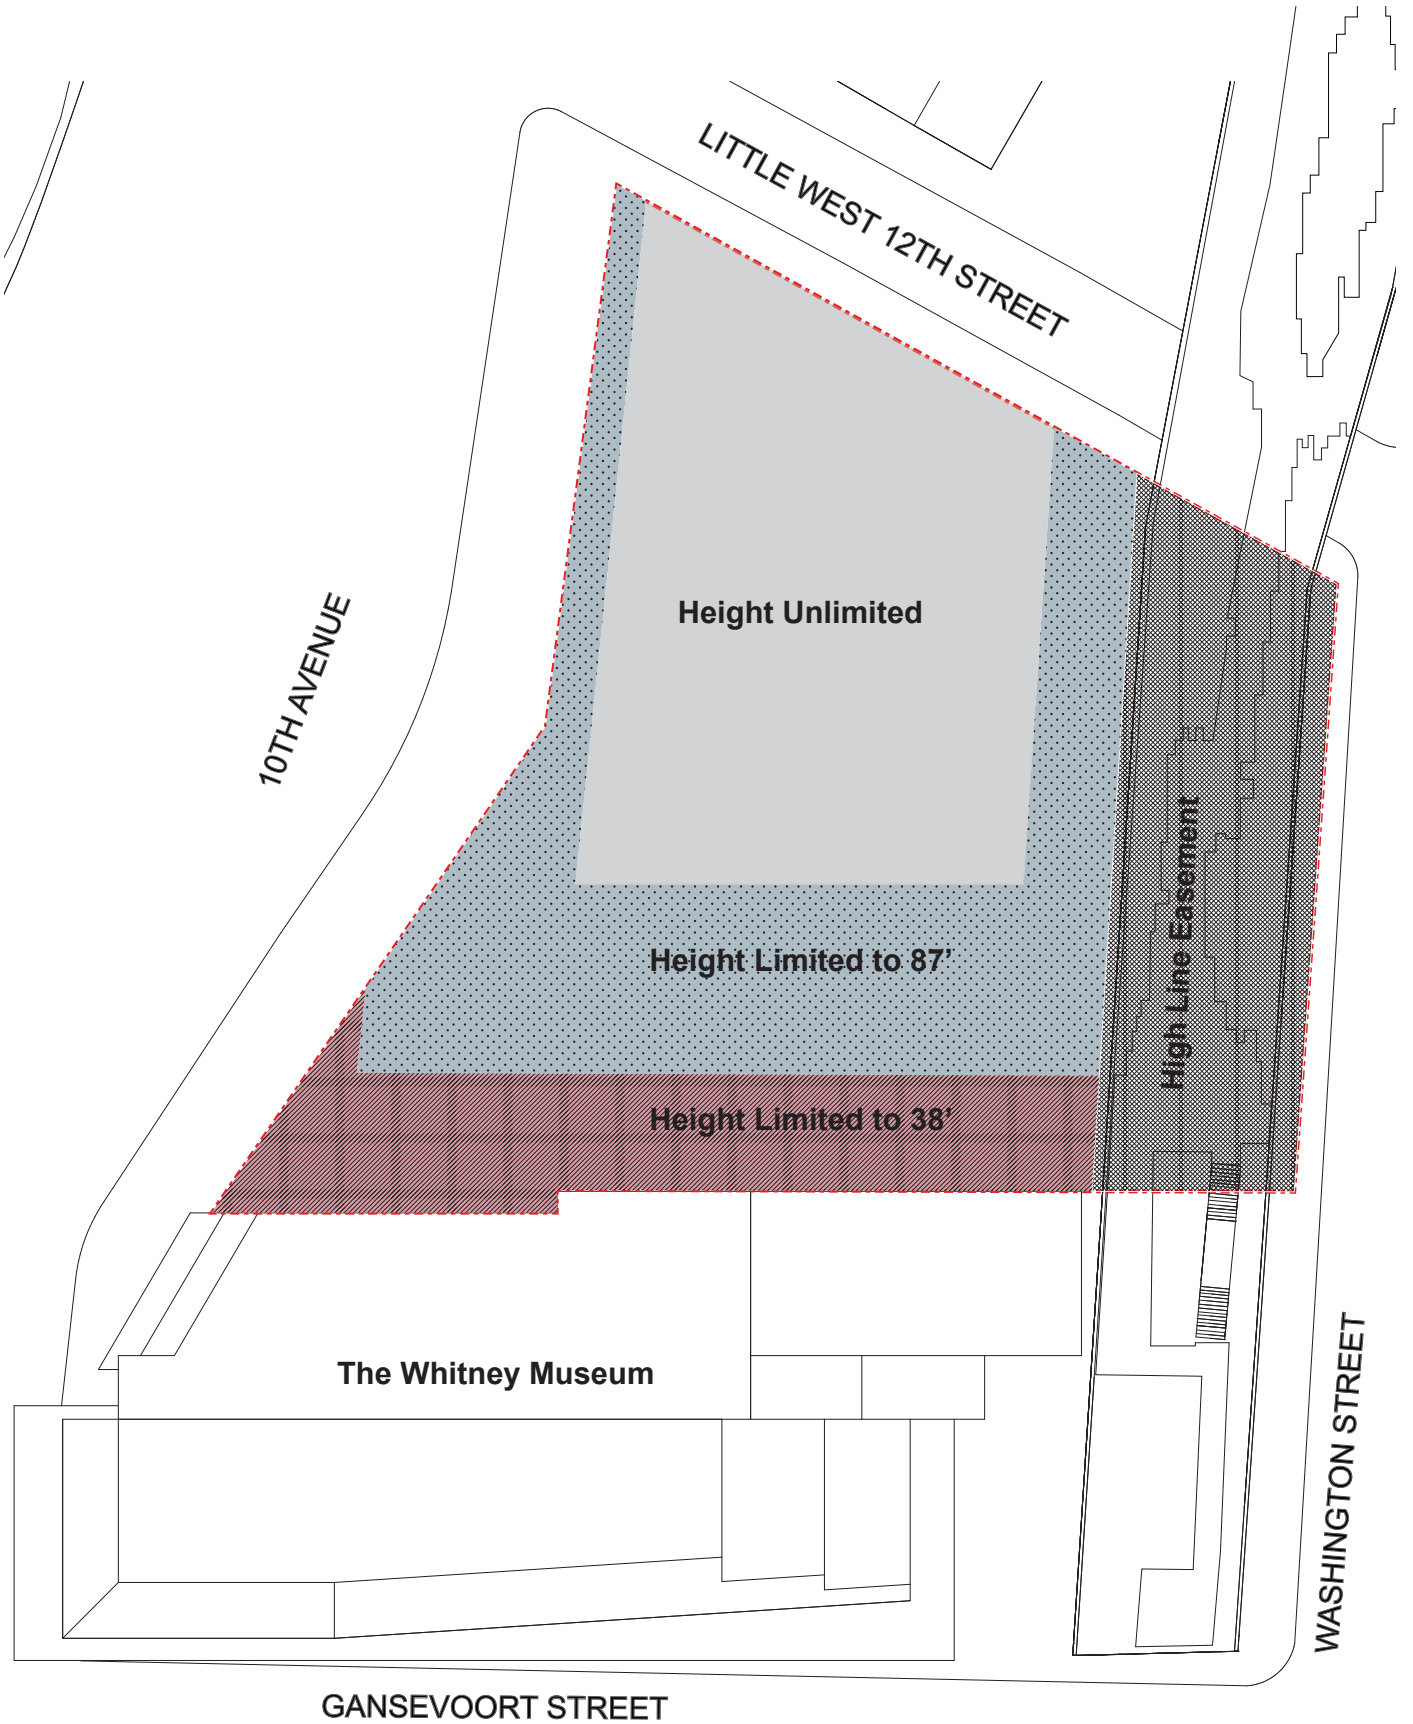 LITTLE WEST 12TH STREET
10TH AVENUE
Height Unlimited
Height Limited to 87’
High Line Easement
Height Limited to 38’
The Whitney Museum
WASHINGTON STREET
GANSEVOORT STREET